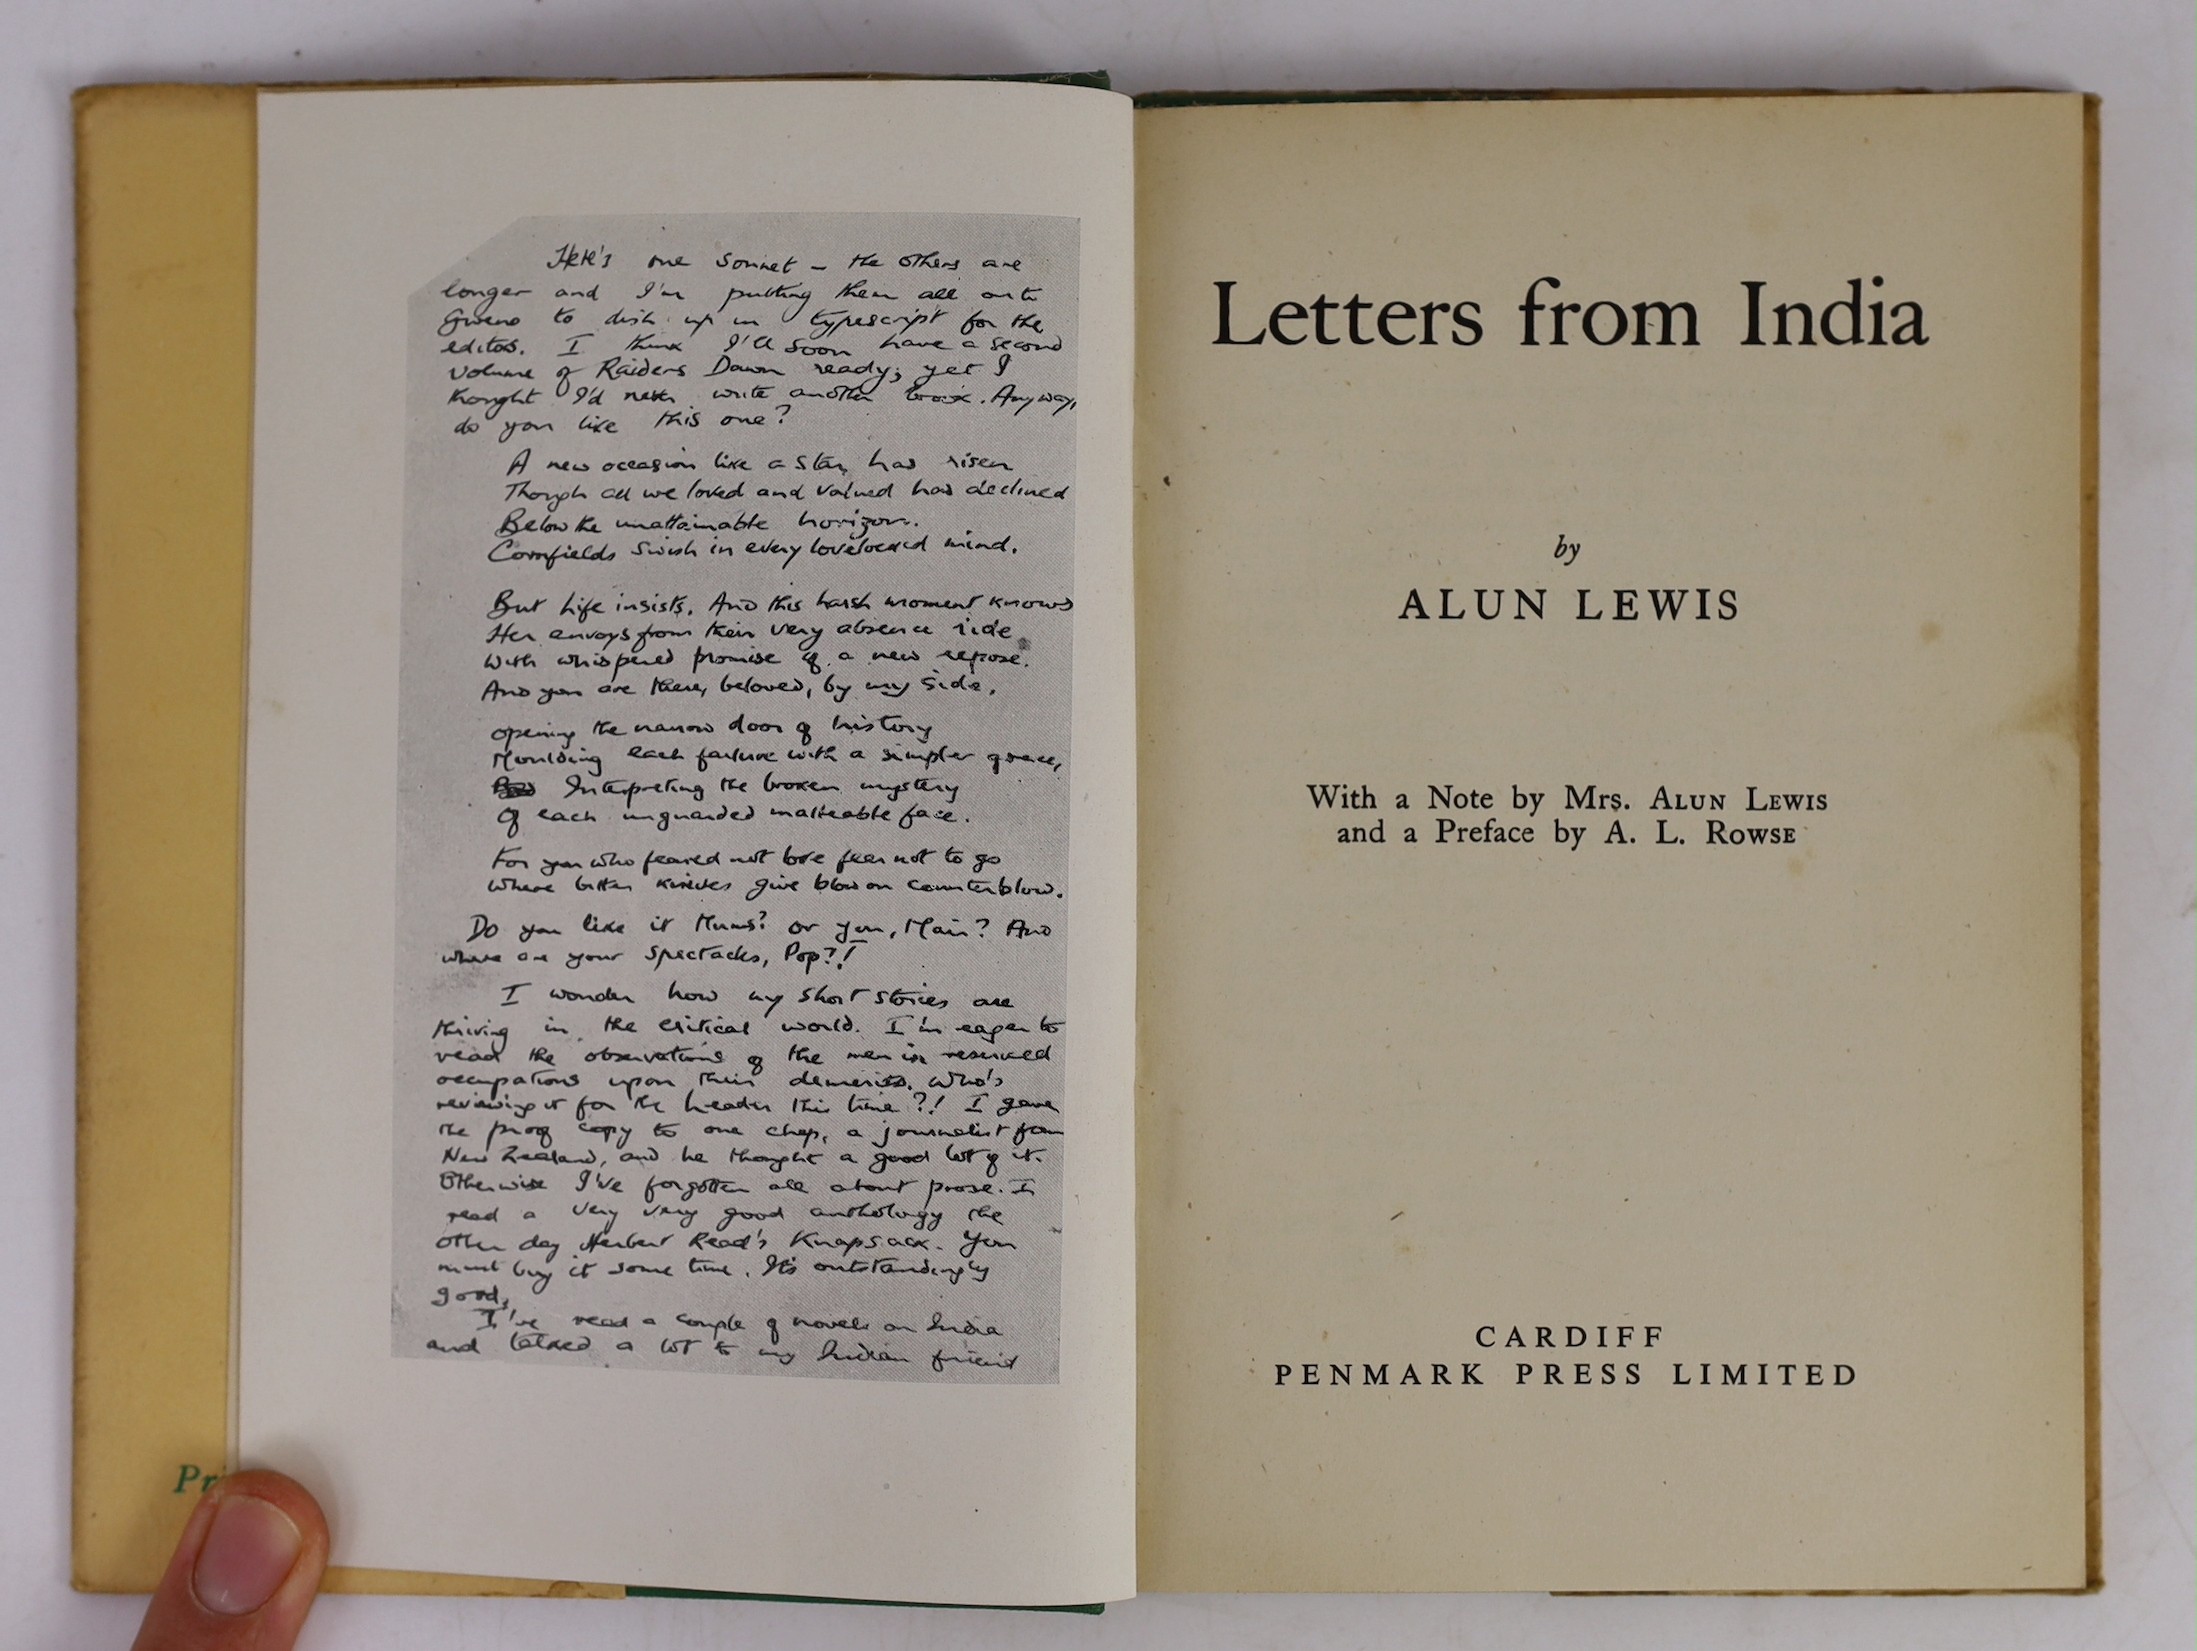 Here's one sonnet – the others are
longer and I'm putting them all on to
Gweno to dish up in typescript for the
editors. I think I'll soon have a second
volume of Raiders Dawn ready; yet I
thought I'd never write another book. Anyway,
do you like this one?
A new occasion like a star has risen
Though all we loved and valued has declined
Below the unattainable horizon.
Cornfields swish in every lovelocked mind.
But Life insists. And this harsh moment knows
Her envoys from their very absence ride
With whispered promise of a new repose.
And you are there, beloved, by my side,
opening the narrow door of history
Moulding each failure with a simpler grace,
Interpreting the broken mystery
Of each unguarded malleable face.
For you who feared not love fear not to go
Where bitter knives give blow on counterblow.
Do you like it Mums? Or you, Mair? And
where are your spectacles, Pop?!
I wonder how my short stories are
thriving in the critical world. I'm eager to
read the observations of the men in reserved
occupations upon their demerits. Who's
reviewing it for the Leader this time?! I gave
the proof copy to one chap, a journalist from
New Zealand, and he thought a good lot of it.
Otherwise I've forgotten all about prose. I
read a very very good anthology the
other day Herbert Read's Knapsack. You
must buy it some time. It's outstandingly
good.
I've read a couple of novels on India
and talked a lot to my Indian friend
Pr
Letters from India
by
ALUN LEWIS
With a Note by Mrs. ALUN LEWIS
and a Preface by A. L. ROWSE
CARDIFF
PENMARK PRESS LIMITED